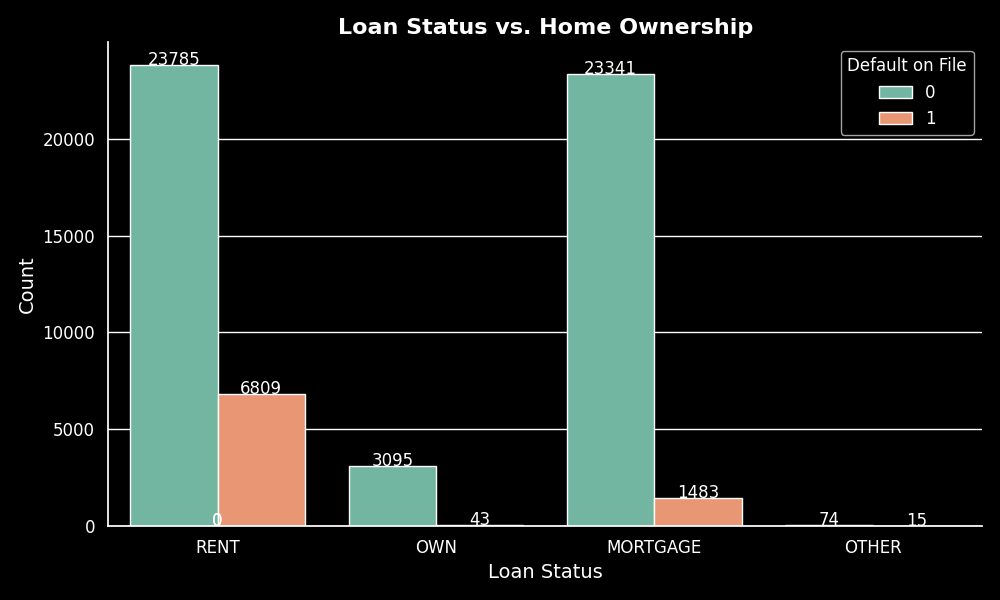 Loan Status vs. Home Ownership
Default on File
0
1
Count
20000
15000
10000
5000
0
23785
6809
0
3095
43
23341
1483
74
15
RENT
OWN
MORTGAGE
OTHER
Loan Status